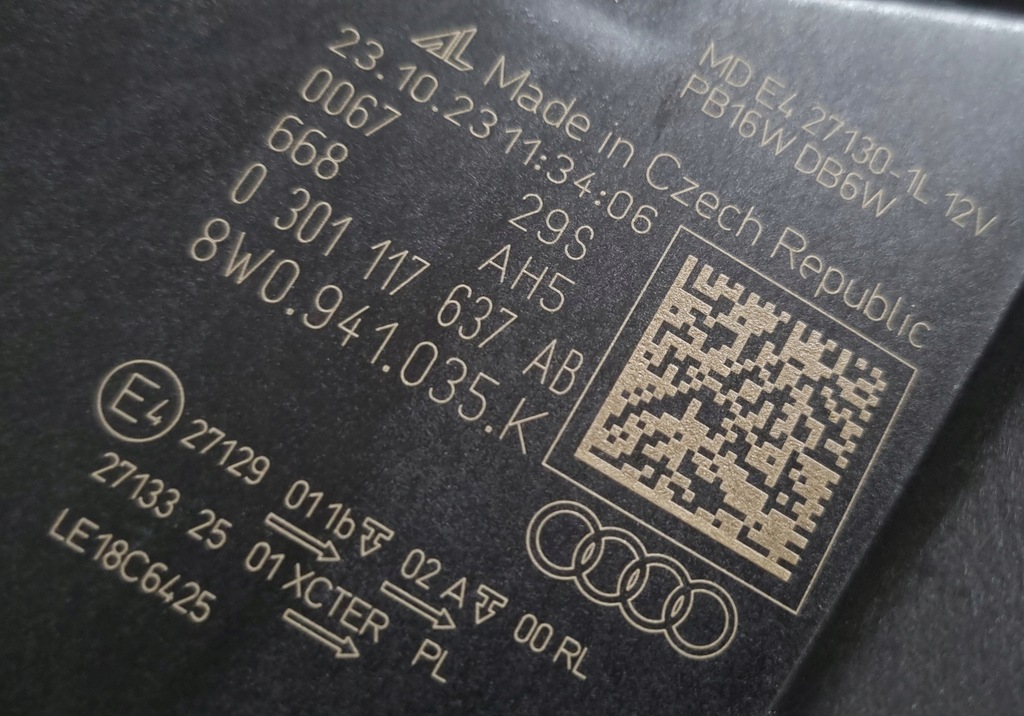 MD E4 27130-1L 12V
PB16W DB6W
AL Made in Czech Republic
23.10.23 11:34:06
0067 29S
668 AH5
0 301 117 637 AB
8W0.941.035.K
E4 27129 01 1b 02 A 00 RL
27133 25 01 XCTER PL
LE18C6425